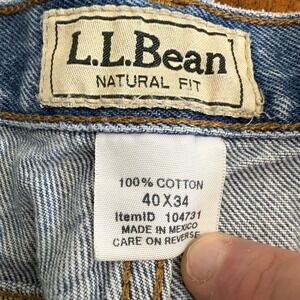 L.L.Bean
NATURAL FIT
100% COTTON
40X34
ItemID 104731
MADE IN MEXICO
CARE ON REVERSE